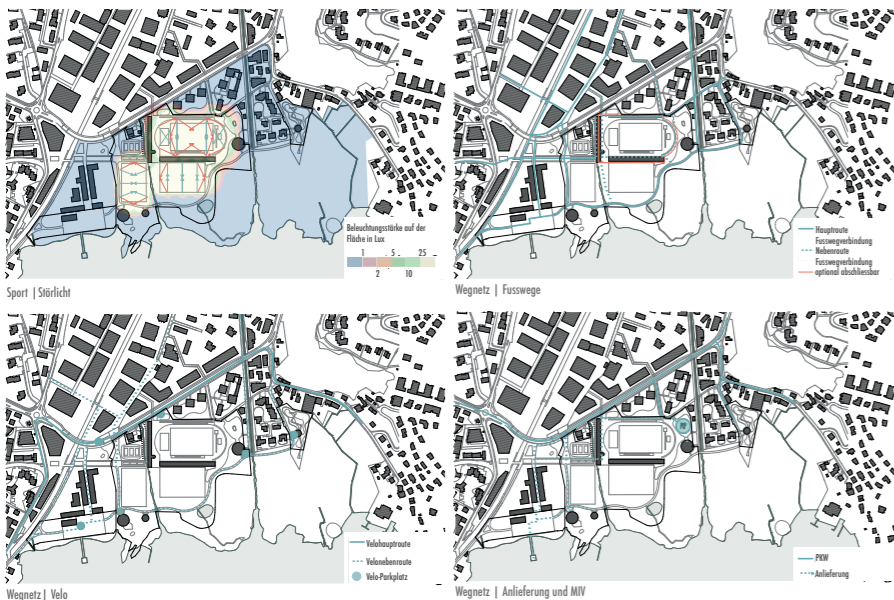 Beleuchtungsstärke auf der
Fläche in Lux
1 5 25
2 10
Sport | Störlicht
Hauptroute
Fusswegverbindung
Nebenroute
Fusswegverbindung
optional abschliessbar
Wegnetz | Fusswege
Velohauptroute
Velonebenroute
Velo-Parkplatz
Wegnetz | Velo
PKW
Anlieferung
Wegnetz | Anlieferung und MIV